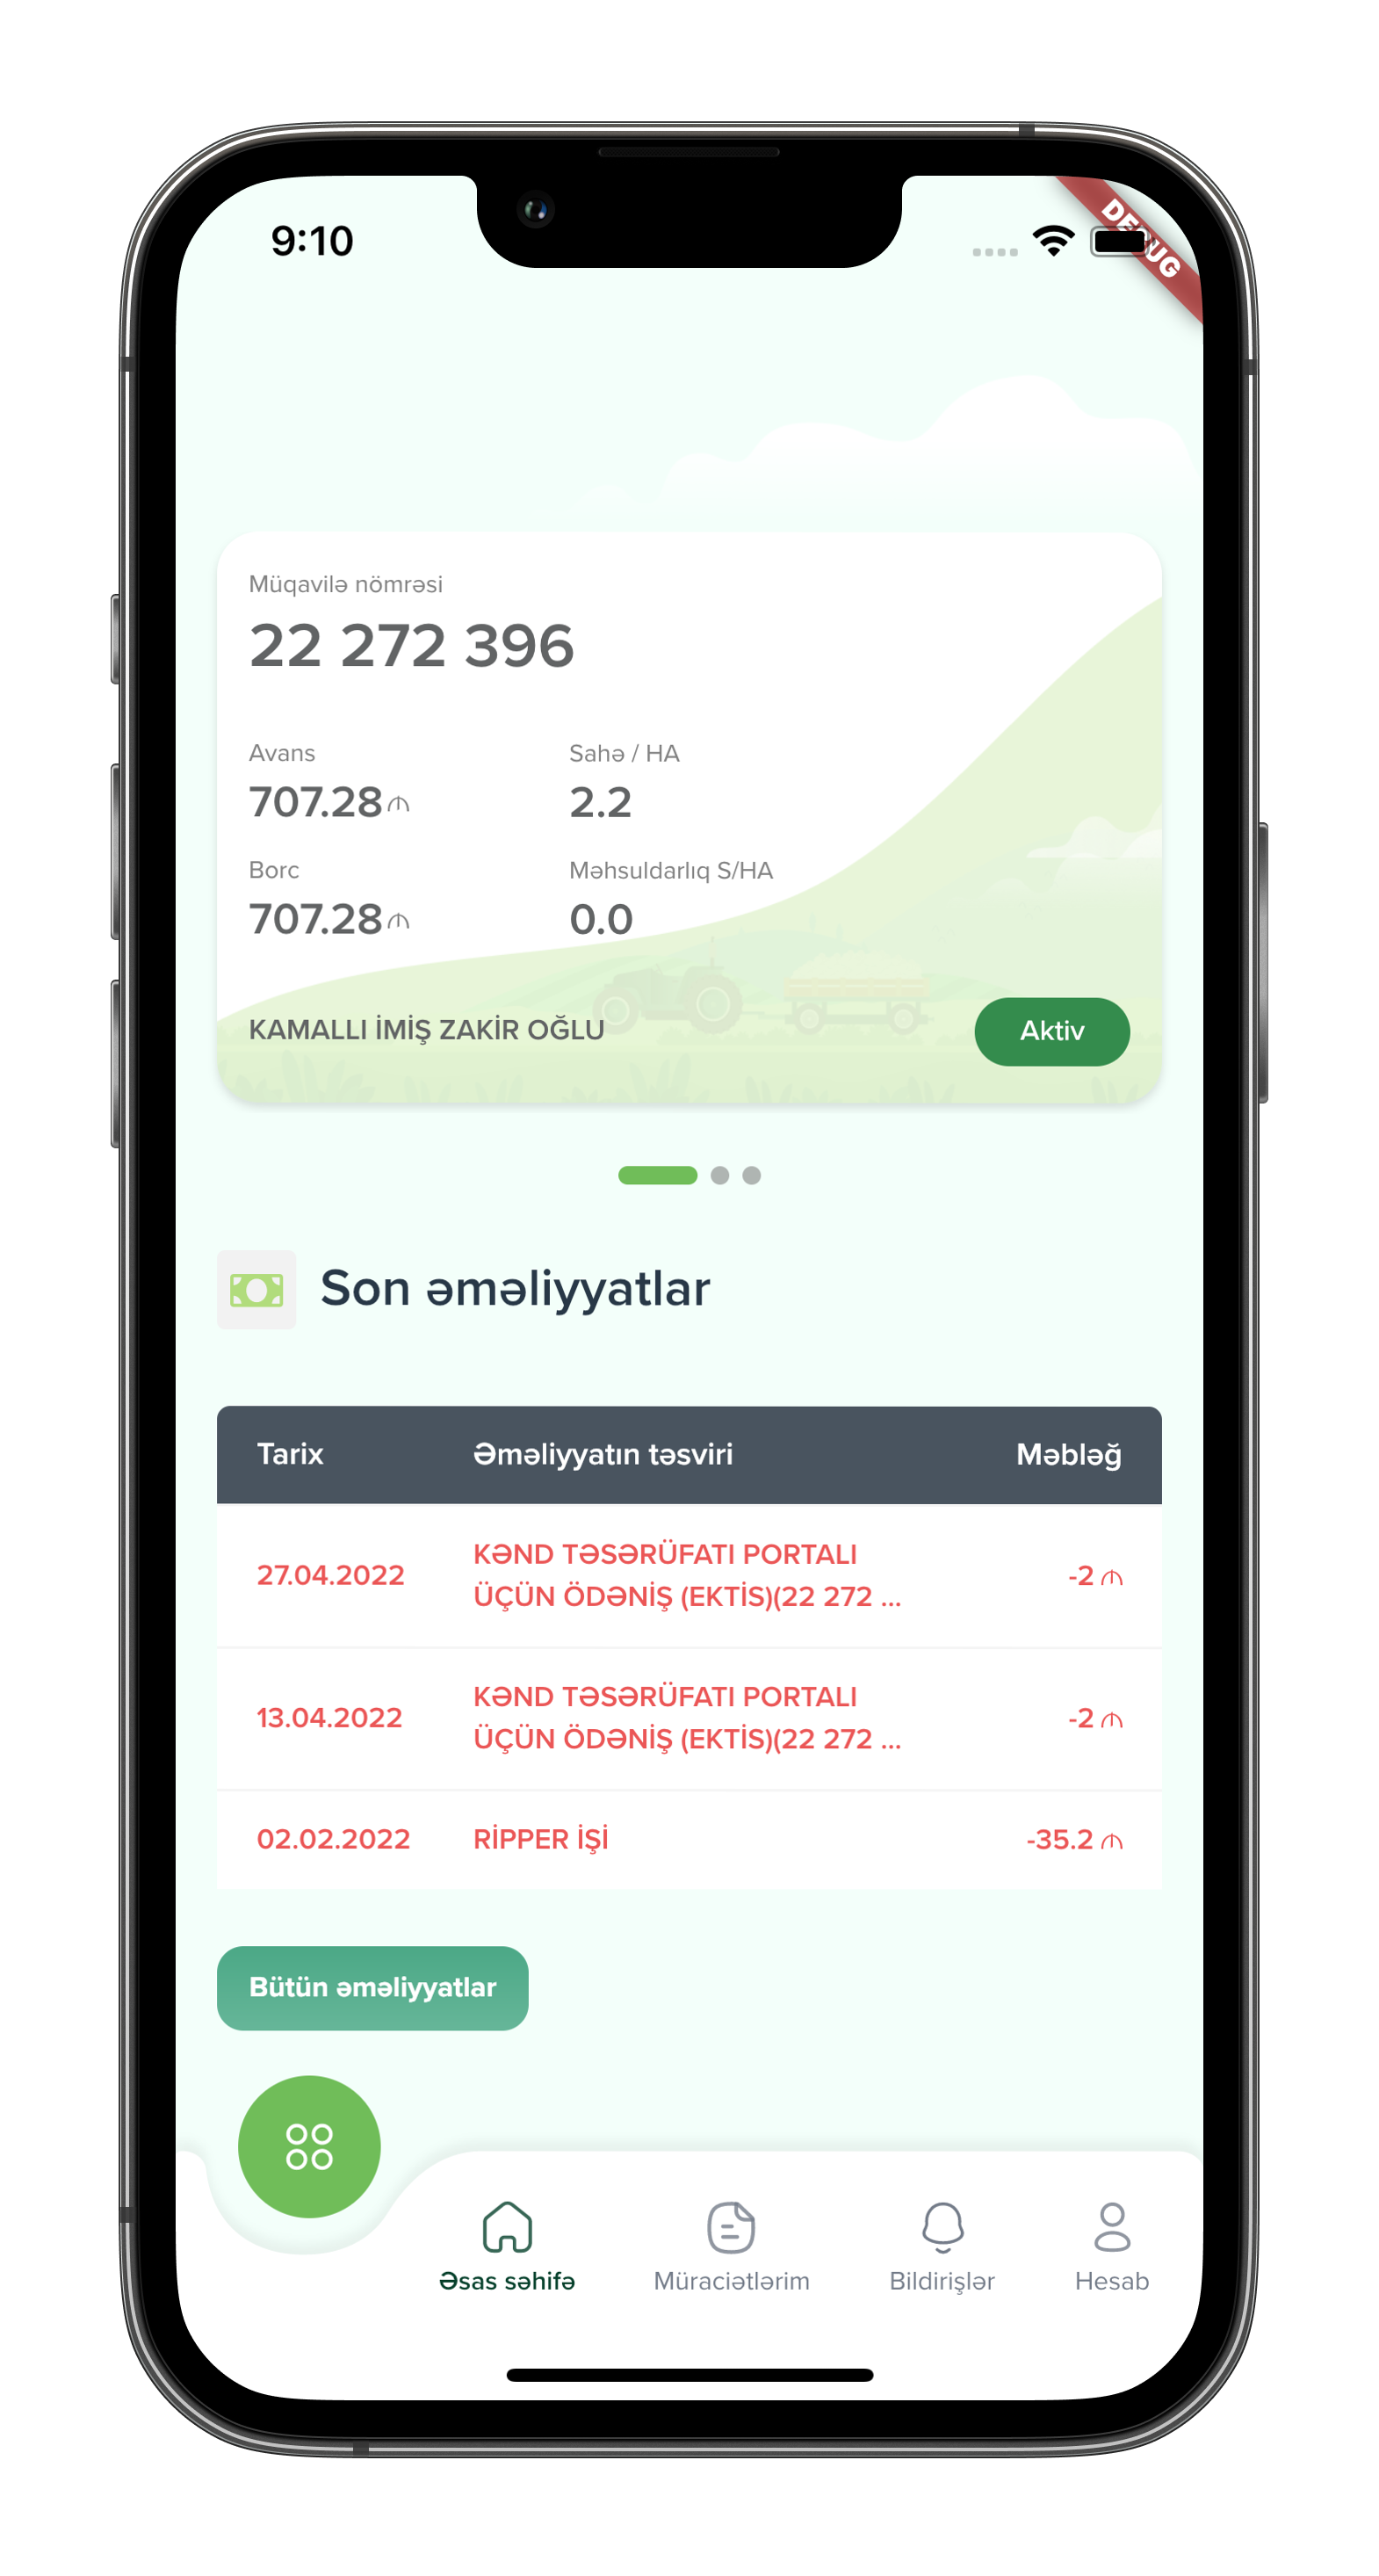 9:10
DEBUG
Müqavilə nömrəsi
22 272 396
Avans
Sahə / HA
707.28 ₼
2.2
Borc
Məhsuldarlıq S/HA
707.28 ₼
0.0
KAMALLI İMİŞ ZAKİR OĞLU
Aktiv
Son əməliyyatlar
Tarix
Əməliyyatın təsviri
Məbləğ
27.04.2022
KƏND TƏSƏRÜFATI PORTALI
ÜÇÜN ÖDƏNİŞ (EKTİS)(22 272 ...
-2 ₼
13.04.2022
KƏND TƏSƏRÜFATI PORTALI
ÜÇÜN ÖDƏNİŞ (EKTİS)(22 272 ...
-2 ₼
02.02.2022
RİPPER İŞİ
-35.2 ₼
Bütün əməliyyatlar
Əsas səhifə
Müraciətlərim
Bildirişlər
Hesab